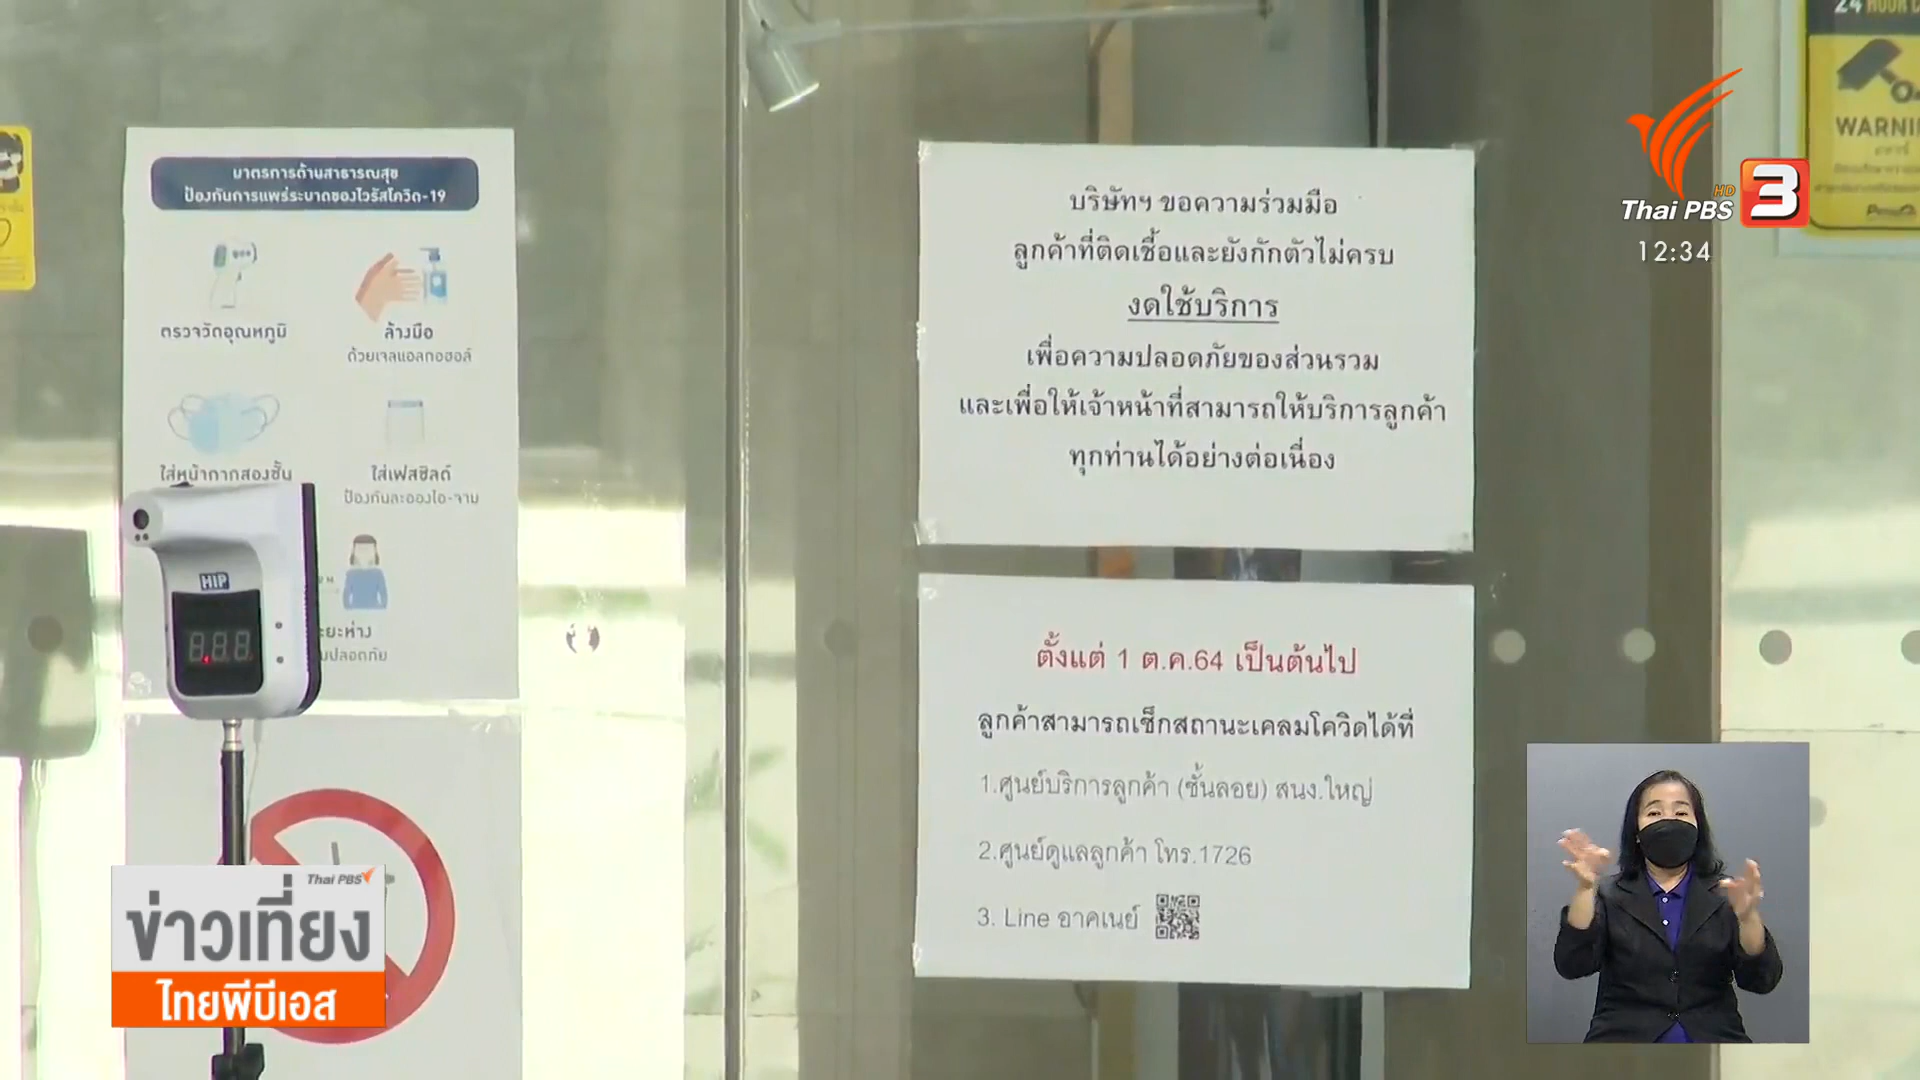 มาตรการด้านสาธารณสุข
ป้องกันการแพร่ระบาดของไวรัสโควิด-19
ตรวจวัดอุณหภูมิ
ล้างมือ
ด้วยเจลแอลกอฮอล์
ใส่หน้ากากสองชั้น
ใส่เฟสชิลด์
ป้องกันละอองไอ-จาม
HIP
บริษัทฯ ขอความร่วมมือ
ลูกค้าที่ติดเชื้อและยังกักตัวไม่ครบ
งดใช้บริการ
เพื่อความปลอดภัยของส่วนรวม
และเพื่อให้เจ้าหน้าที่สามารถให้บริการลูกค้า
ทุกท่านได้อย่างต่อเนื่อง
ตั้งแต่ 1 ต.ค.64 เป็นต้นไป
ลูกค้าสามารถเช็กสถานะเคลมโควิดได้ที่
1.ศูนย์บริการลูกค้า (ชั้นลอย) สนง.ใหญ่
2.ศูนย์ดูแลลูกค้า โทร.1726
3. Line อาคเนย์
24 HOUR
WARNI
Thai PBS HD 3
12:34
Thai PBS
ข่าวเที่ยง
ไทยพีบีเอส